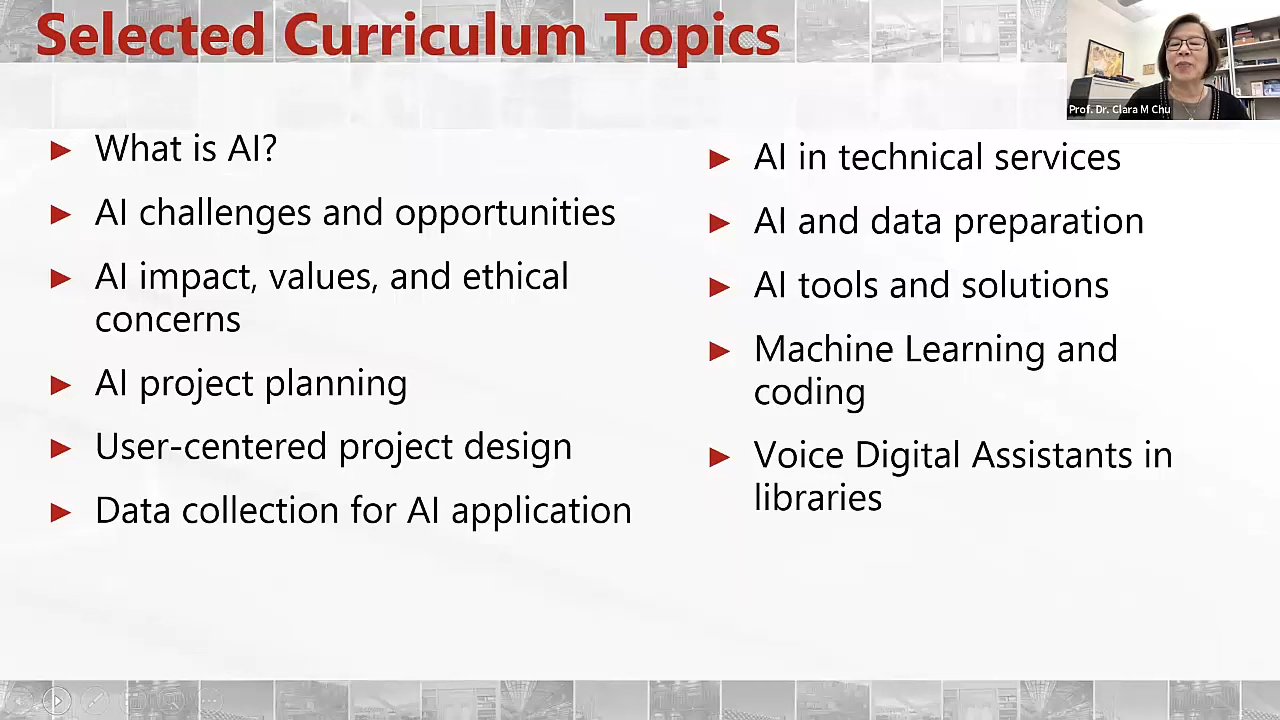 Selected Curriculum Topics
Prof. Dr. Clara M Chu
What is AI?
AI challenges and opportunities
AI impact, values, and ethical
concerns
AI project planning
User-centered project design
Data collection for AI application
AI in technical services
AI and data preparation
AI tools and solutions
Machine Learning and
coding
Voice Digital Assistants in
libraries